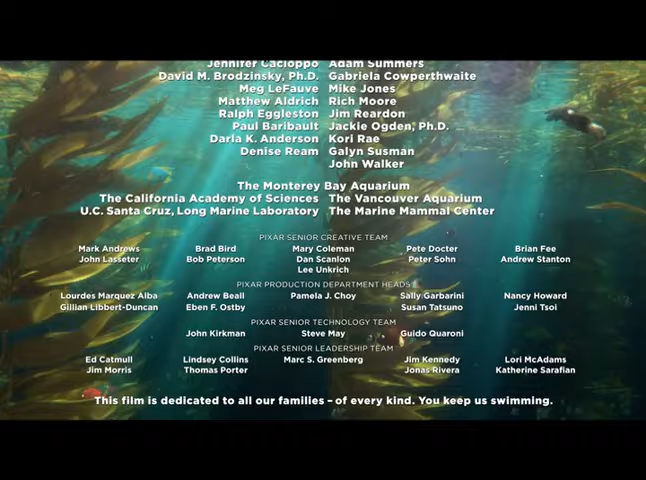 Jennifer Cacioppo Adam Summers
David M. Brodzinsky, Ph.D. Gabriela Cowperthwaite
Meg LeFauve Mike Jones
Matthew Aldrich Rich Moore
Ralph Eggleston Jim Reardon
Paul Baribault Jackie Ogden, Ph.D.
Darla K. Anderson Kori Rae
Denise Ream Galyn Susman
John Walker
The Monterey Bay Aquarium
The California Academy of Sciences The Vancouver Aquarium
U.C. Santa Cruz, Long Marine Laboratory The Marine Mammal Center
PIXAR SENIOR CREATIVE TEAM
Mark Andrews Brad Bird Mary Coleman Pete Docter Brian Fee
John Lasseter Bob Peterson Dan Scanlon Peter Sohn Andrew Stanton
Lee Unkrich
PIXAR PRODUCTION DEPARTMENT HEADS
Lourdes Marquez Alba Andrew Beall Pamela J. Choy Sally Garbarini Nancy Howard
Gillian Libbert-Duncan Eben F. Ostby Susan Tatsuno Jenni Tsoi
PIXAR SENIOR TECHNOLOGY TEAM
John Kirkman Steve May Guido Quaroni
PIXAR SENIOR LEADERSHIP TEAM
Ed Catmull Lindsey Collins Marc S. Greenberg Jim Kennedy Lori McAdams
Jim Morris Thomas Porter Jonas Rivera Katherine Sarafian
This film is dedicated to all our families – of every kind. You keep us swimming.